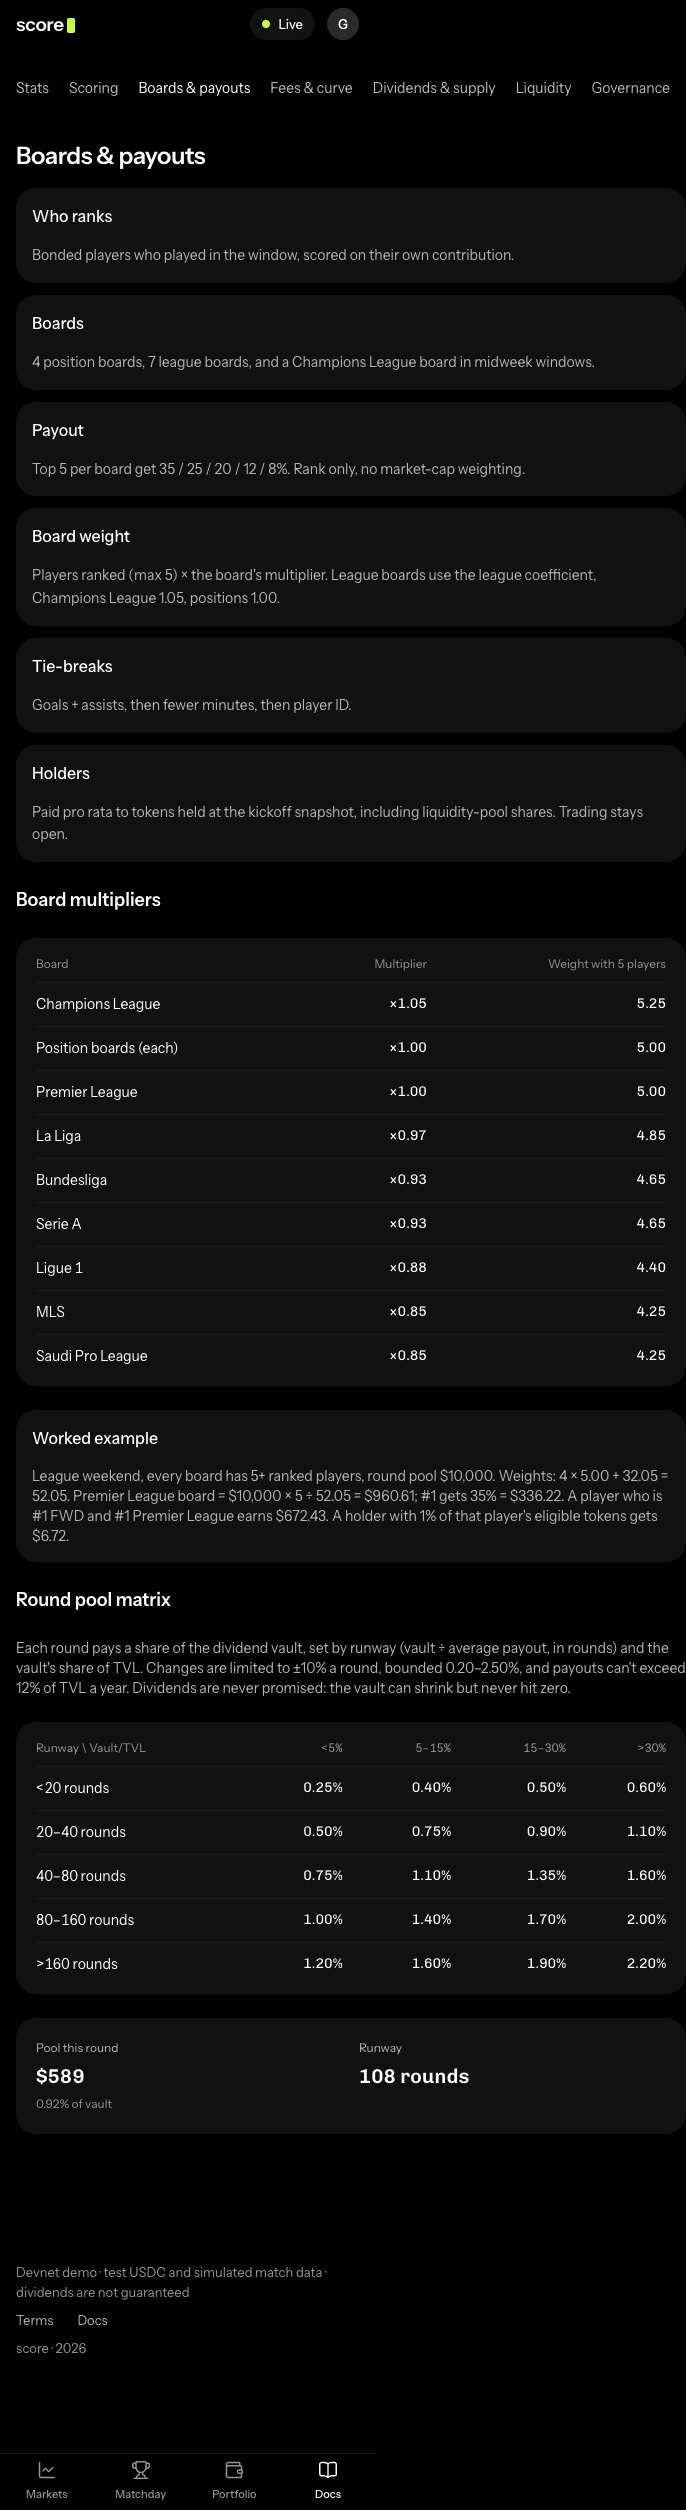 score
Live
G
Stats Scoring Boards & payouts Fees & curve Dividends & supply Liquidity Governance
Boards & payouts
Who ranks
Bonded players who played in the window, scored on their own contribution.
Boards
4 position boards, 7 league boards, and a Champions League board in midweek windows.
Payout
Top 5 per board get 35 / 25 / 20 / 12 / 8%. Rank only, no market-cap weighting.
Board weight
Players ranked (max 5) × the board's multiplier. League boards use the league coefficient,
Champions League 1.05, positions 1.00.
Tie-breaks
Goals + assists, then fewer minutes, then player ID.
Holders
Paid pro rata to tokens held at the kickoff snapshot, including liquidity-pool shares. Trading stays
open.
Board multipliers
Board Multiplier Weight with 5 players
Champions League ×1.05 5.25
Position boards (each) ×1.00 5.00
Premier League ×1.00 5.00
La Liga ×0.97 4.85
Bundesliga ×0.93 4.65
Serie A ×0.93 4.65
Ligue 1 ×0.88 4.40
MLS ×0.85 4.25
Saudi Pro League ×0.85 4.25
Worked example
League weekend, every board has 5+ ranked players, round pool $10,000. Weights: 4 × 5.00 + 32.05 =
52.05. Premier League board = $10,000 × 5 ÷ 52.05 = $960.61; #1 gets 35% = $336.22. A player who is
#1 FWD and #1 Premier League earns $672.43. A holder with 1% of that player's eligible tokens gets
$6.72.
Round pool matrix
Each round pays a share of the dividend vault, set by runway (vault ÷ average payout, in rounds) and the
vault's share of TVL. Changes are limited to ±10% a round, bounded 0.20–2.50%, and payouts can't exceed
12% of TVL a year. Dividends are never promised: the vault can shrink but never hit zero.
Runway \ Vault/TVL <5% 5–15% 15–30% >30%
<20 rounds 0.25% 0.40% 0.50% 0.60%
20–40 rounds 0.50% 0.75% 0.90% 1.10%
40–80 rounds 0.75% 1.10% 1.35% 1.60%
80–160 rounds 1.00% 1.40% 1.70% 2.00%
>160 rounds 1.20% 1.60% 1.90% 2.20%
Pool this round Runway
$589 108 rounds
0.92% of vault
Devnet demo · test USDC and simulated match data ·
dividends are not guaranteed
Terms Docs
score · 2026
Markets Matchday Portfolio Docs